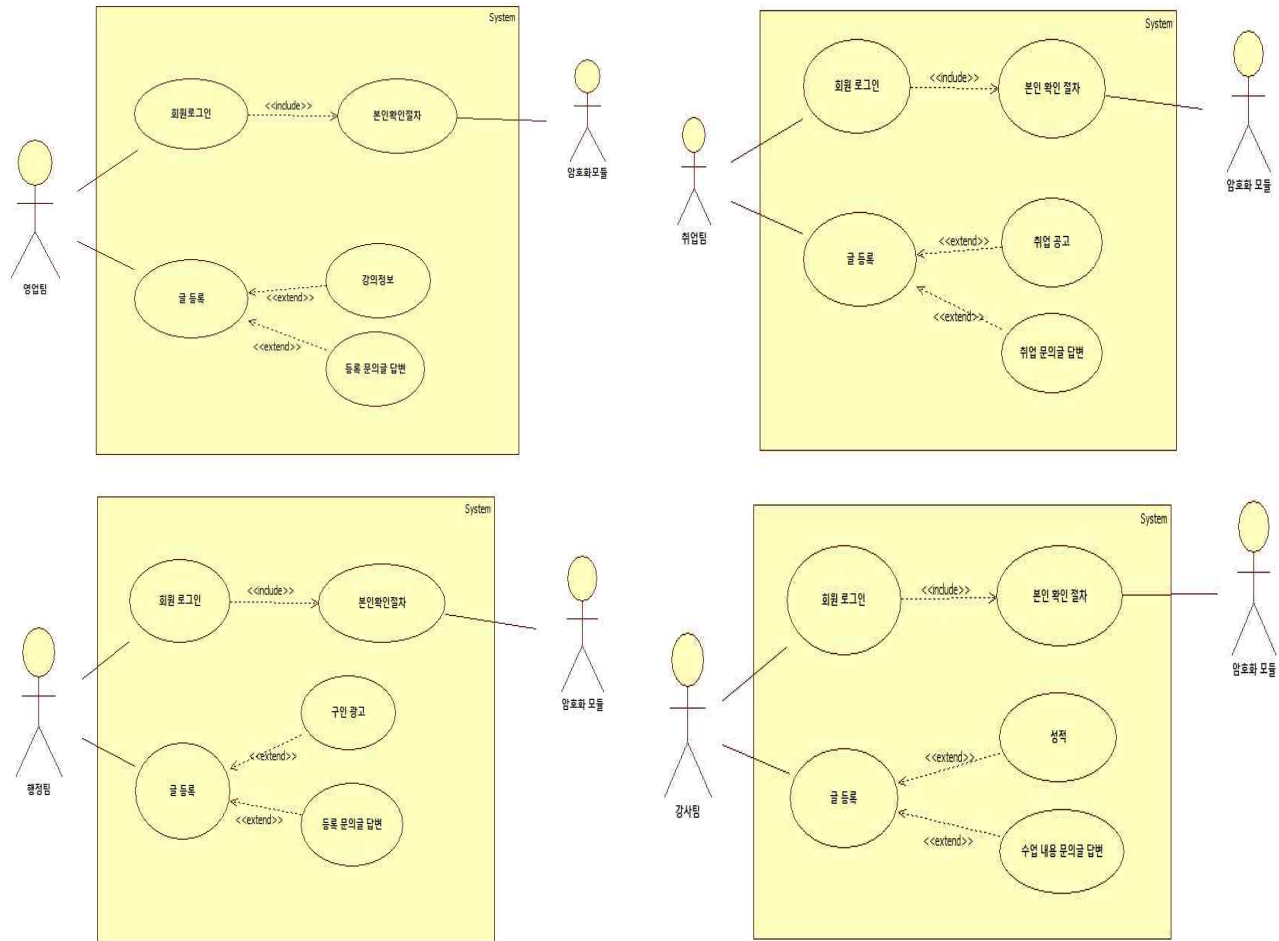 System
회원로그인
<<include>>
본인확인절차
암호화모듈
영업팀
글 등록
<<extend>>
강의정보
<<extend>>
등록 문의글 답변
System
회원 로그인
<<include>>
본인 확인 절차
암호화 모듈
취업팀
글 등록
<<extend>>
취업 공고
<<extend>>
취업 문의글 답변
System
회원 로그인
<<include>>
본인확인절차
암호화 모듈
행정팀
구인 광고
<<extend>>
글 등록
<<extend>>
등록 문의글 답변
System
회원 로그인
<<include>>
본인 확인 절차
암호화 모듈
강사팀
성적
<<extend>>
글 등록
<<extend>>
수업 내용 문의글 답변